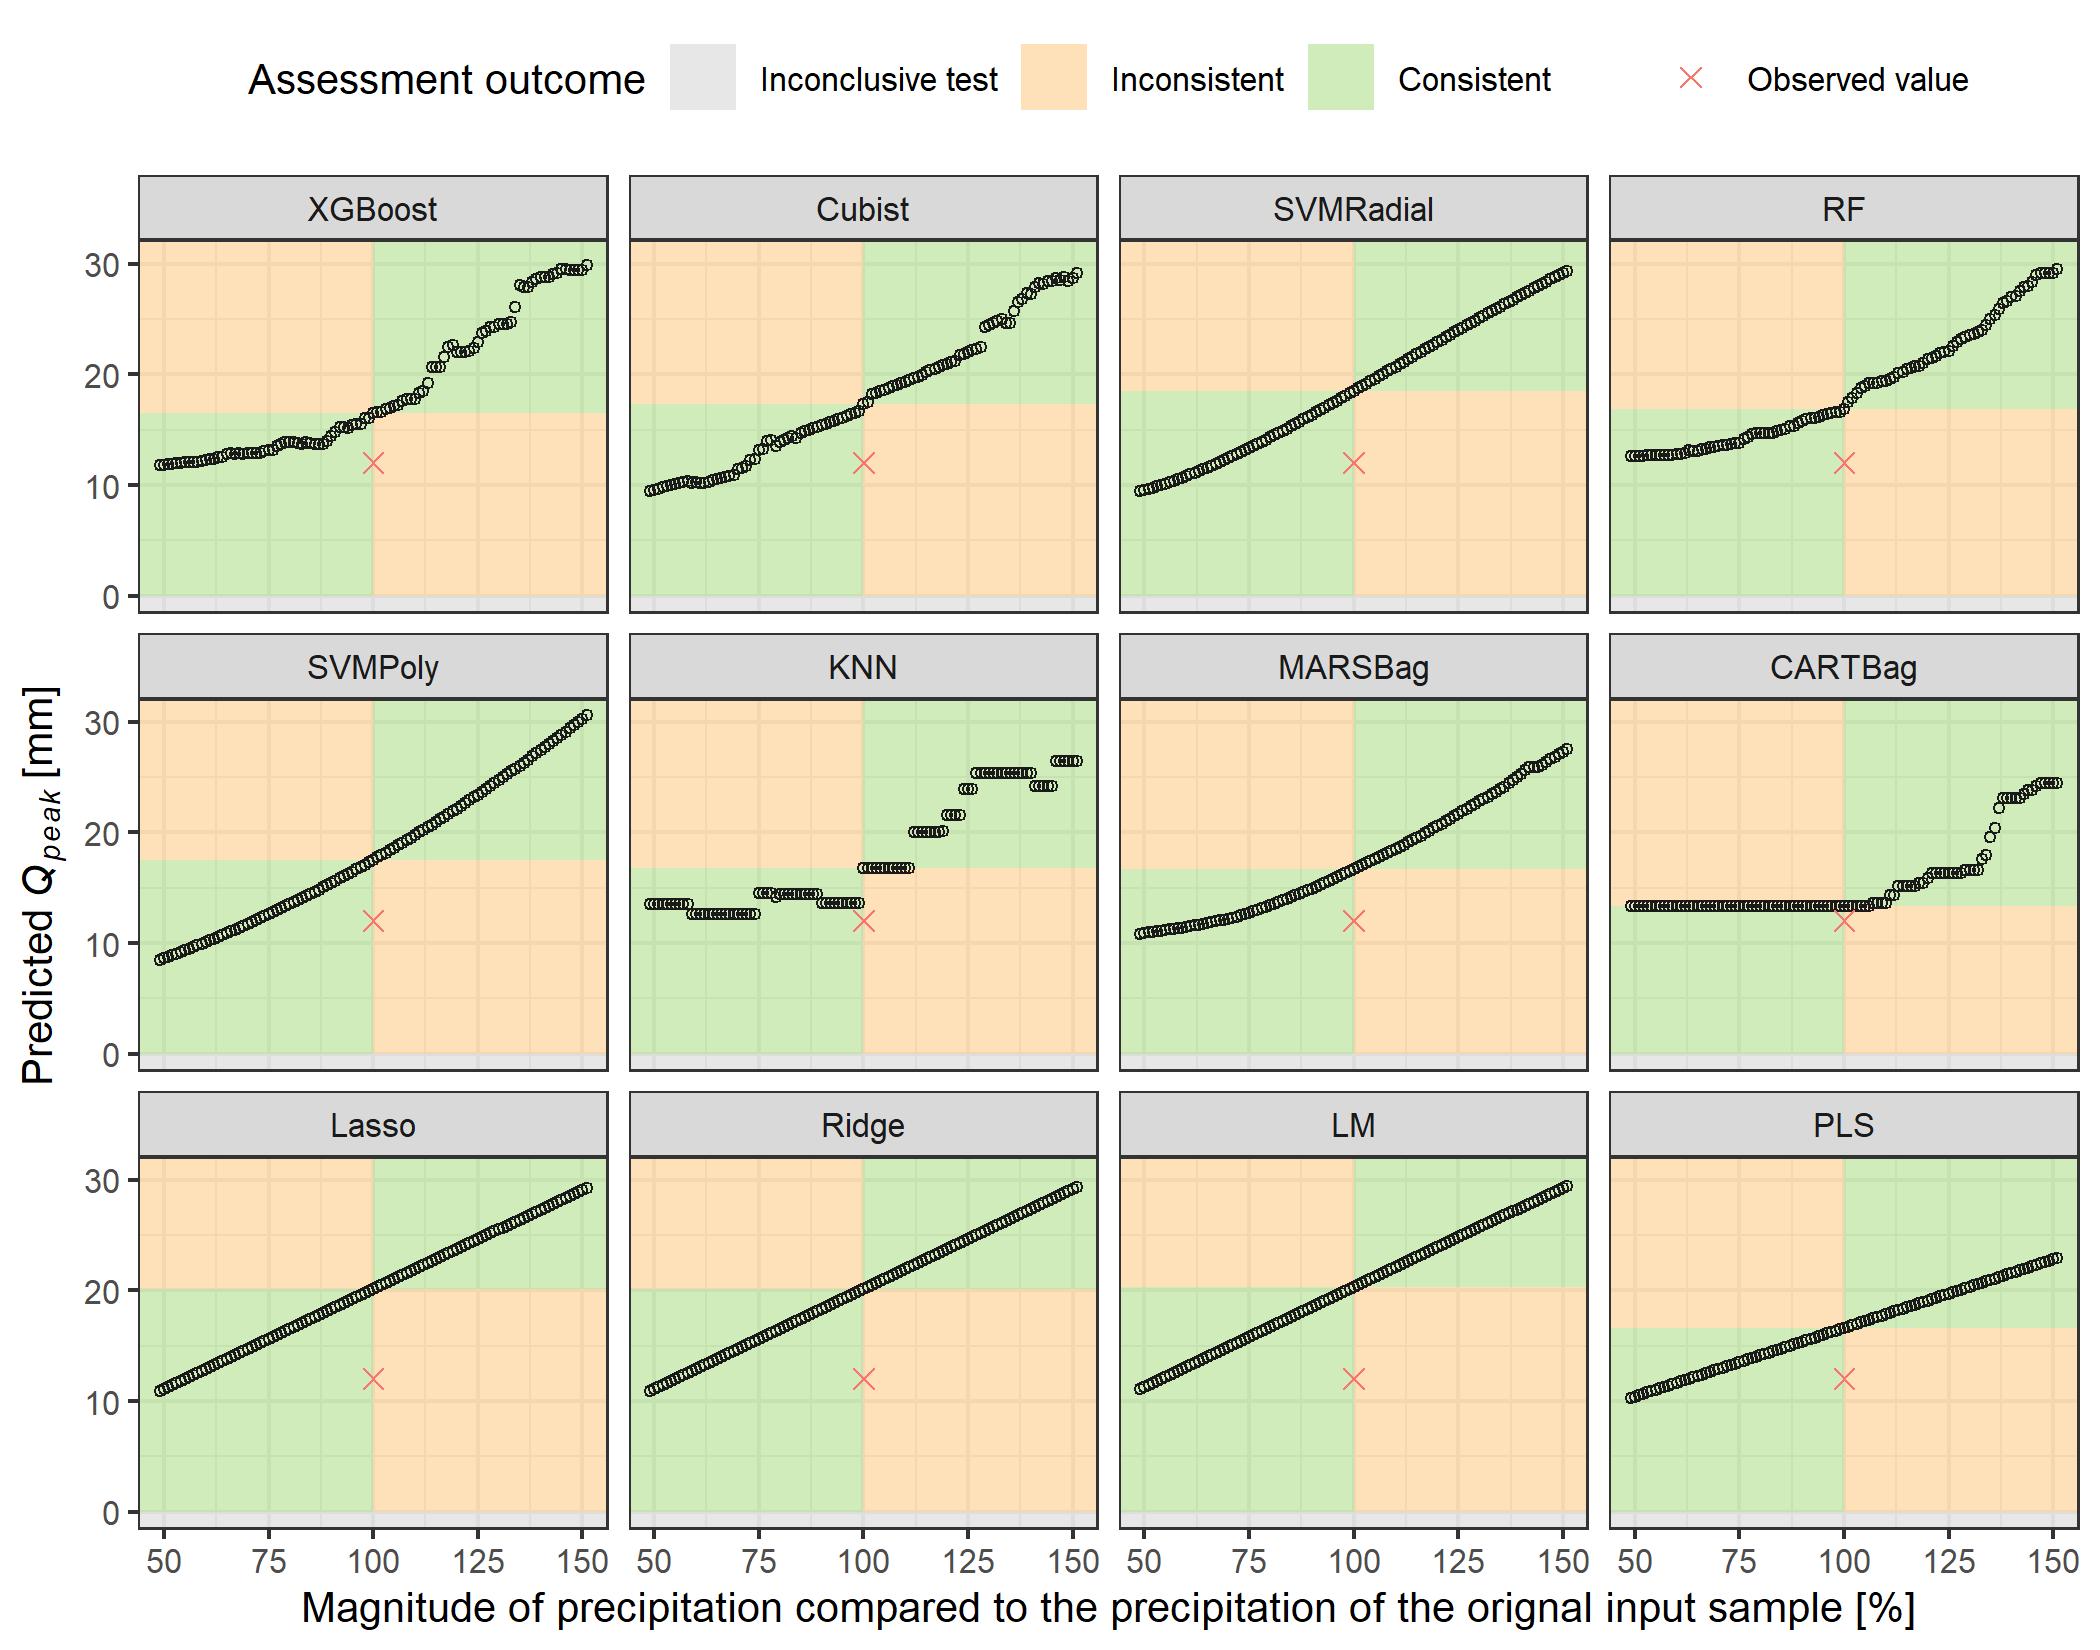 Assessment outcome Inconclusive test Inconsistent Consistent Observed value
XGBoost Cubist SVMRadial RF
30
20
10
0
SVMPoly KNN MARSBag CARTBag
30
20
10
0
Lasso Ridge LM PLS
30
20
10
0
50 75 100 125 150 50 75 100 125 150 50 75 100 125 150 50 75 100 125 150
Magnitude of precipitation compared to the precipitation of the orignal input sample [%]
Predicted Qpeak [mm]